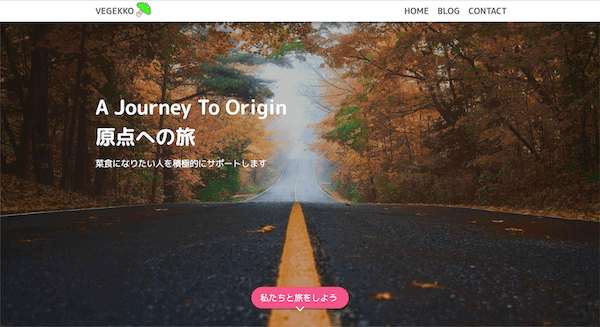 VEGEKKO
HOME BLOG CONTACT
A Journey To Origin
原点への旅
菜食になりたい人を積極的にサポートします
私たちと旅をしよう